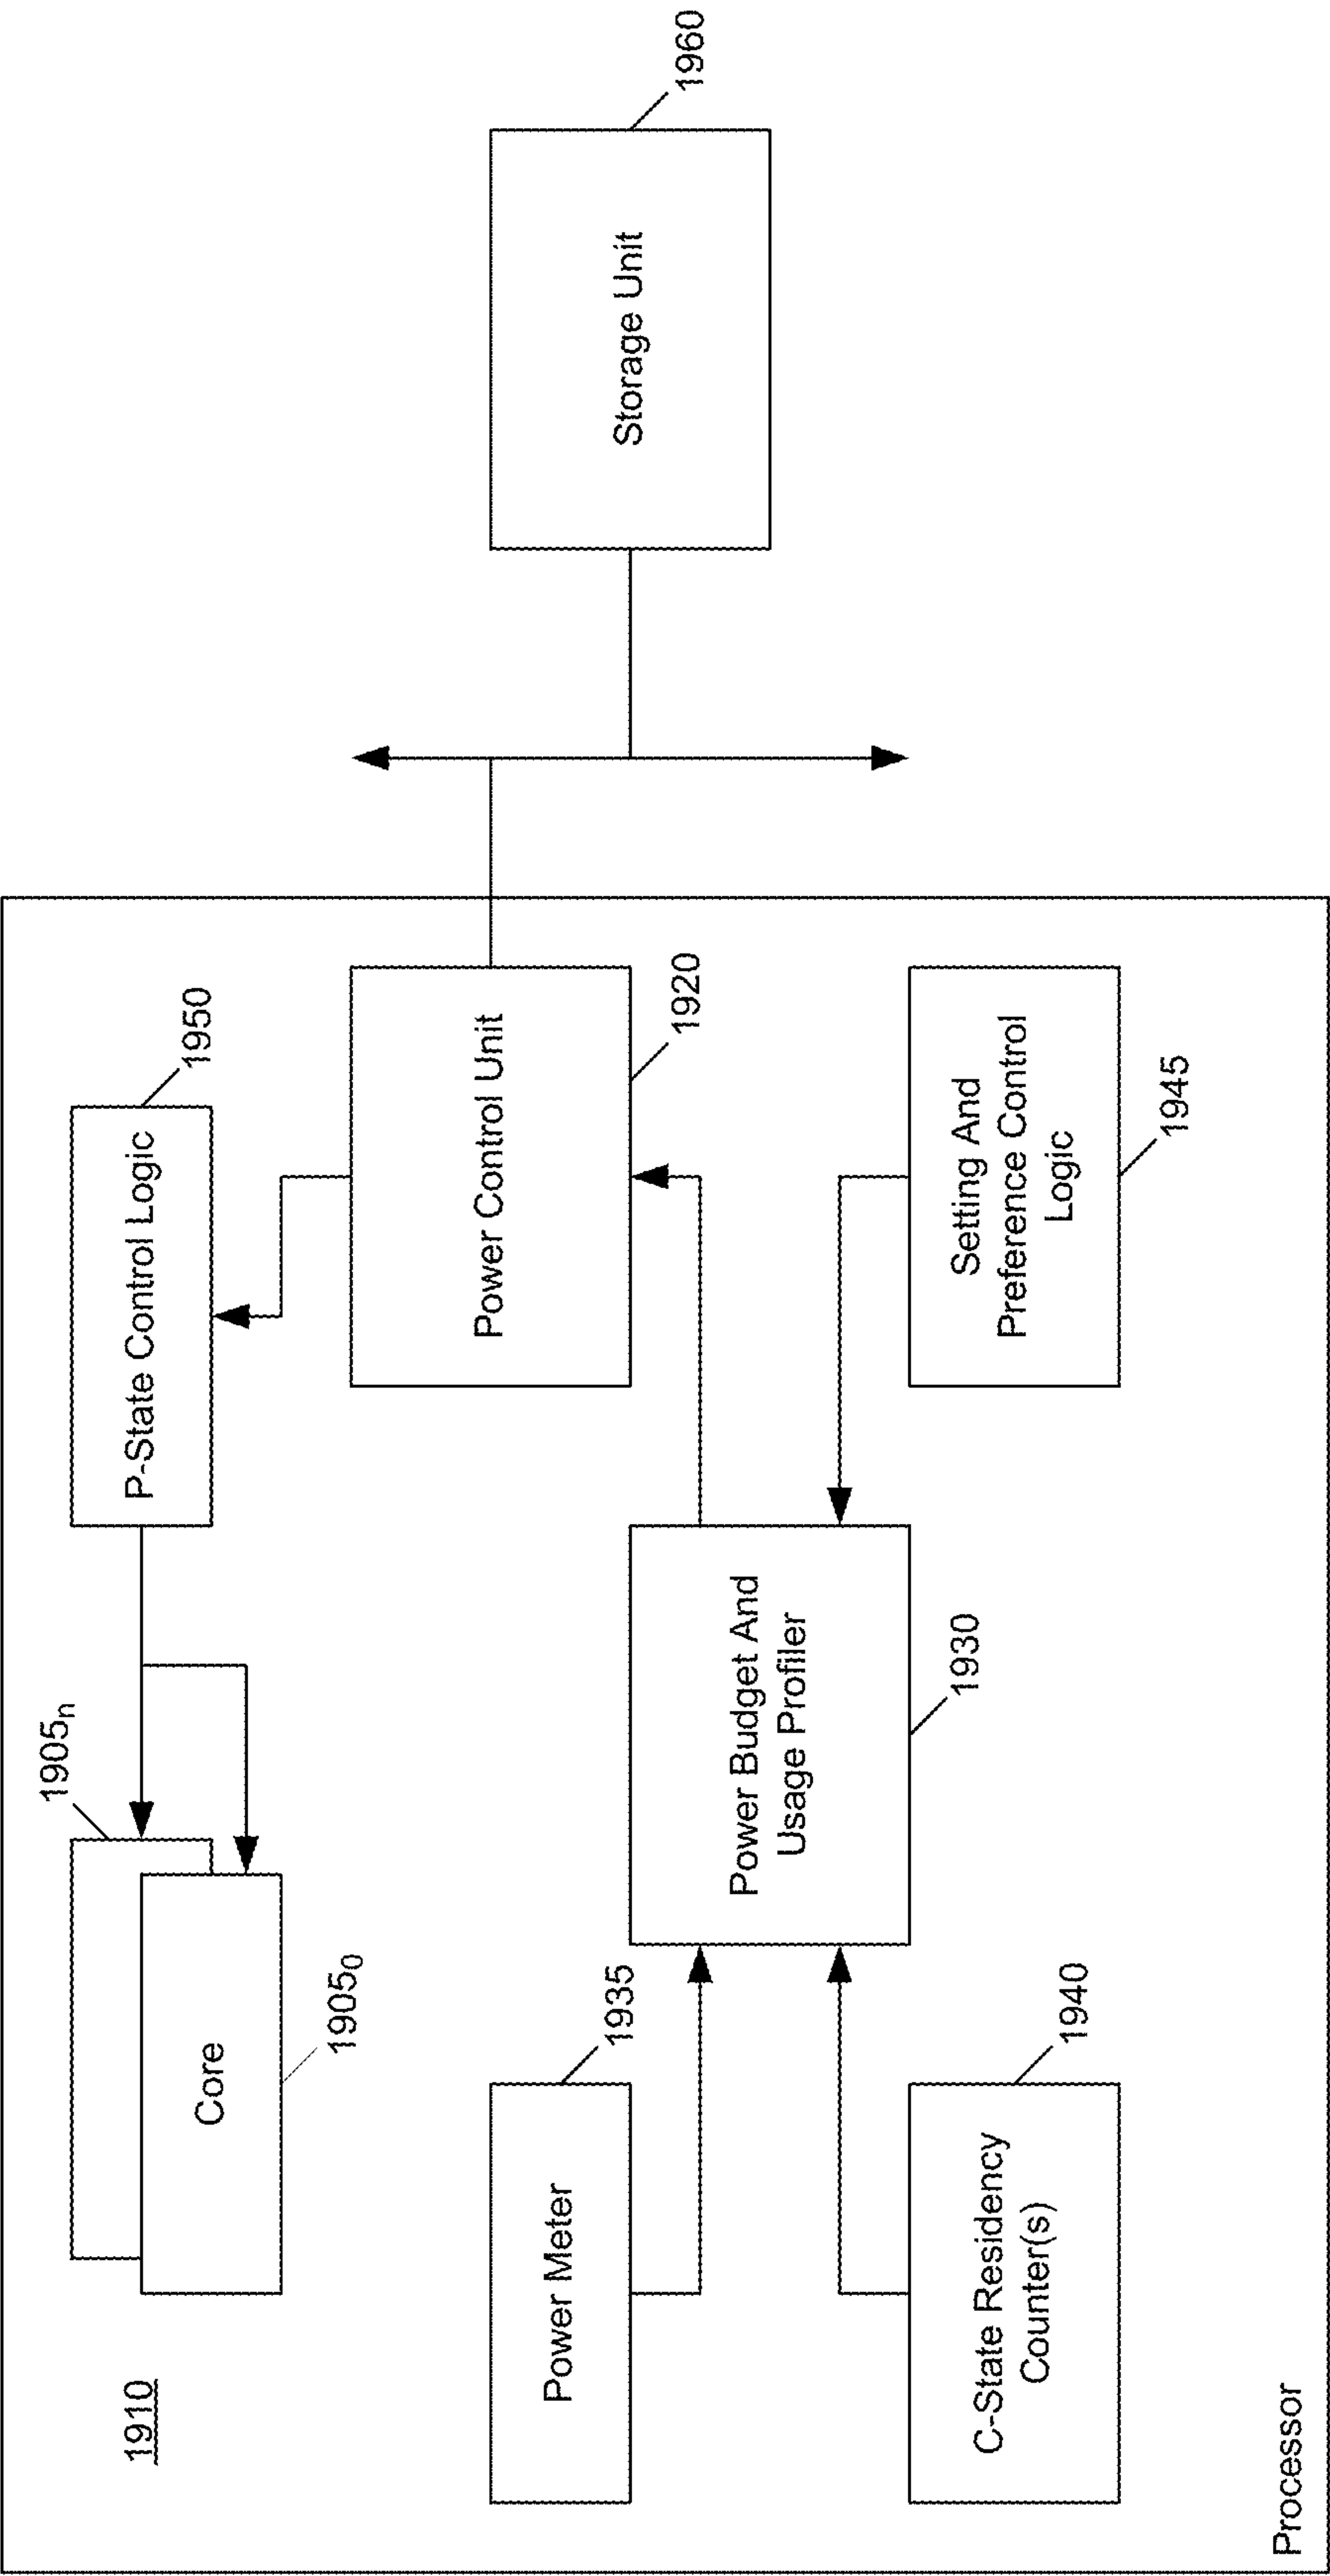 1910
1905n
Core
19050
P-State Control Logic
1950
Power Meter
1935
Power Budget And
Usage Profiler
1930
Power Control Unit
1920
C-State Residency
Counter(s)
1940
Setting And
Preference Control
Logic
1945
Processor
Storage Unit
1960